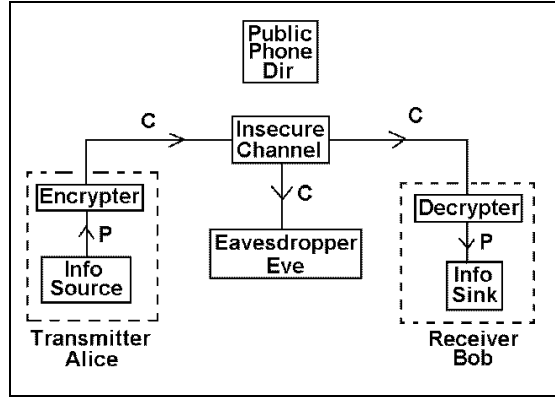 Public
Phone
Dir
C
Insecure
Channel
C
C
Encrypter
P
Info
Source
Transmitter
Alice
Eavesdropper
Eve
Decrypter
P
Info
Sink
Receiver
Bob